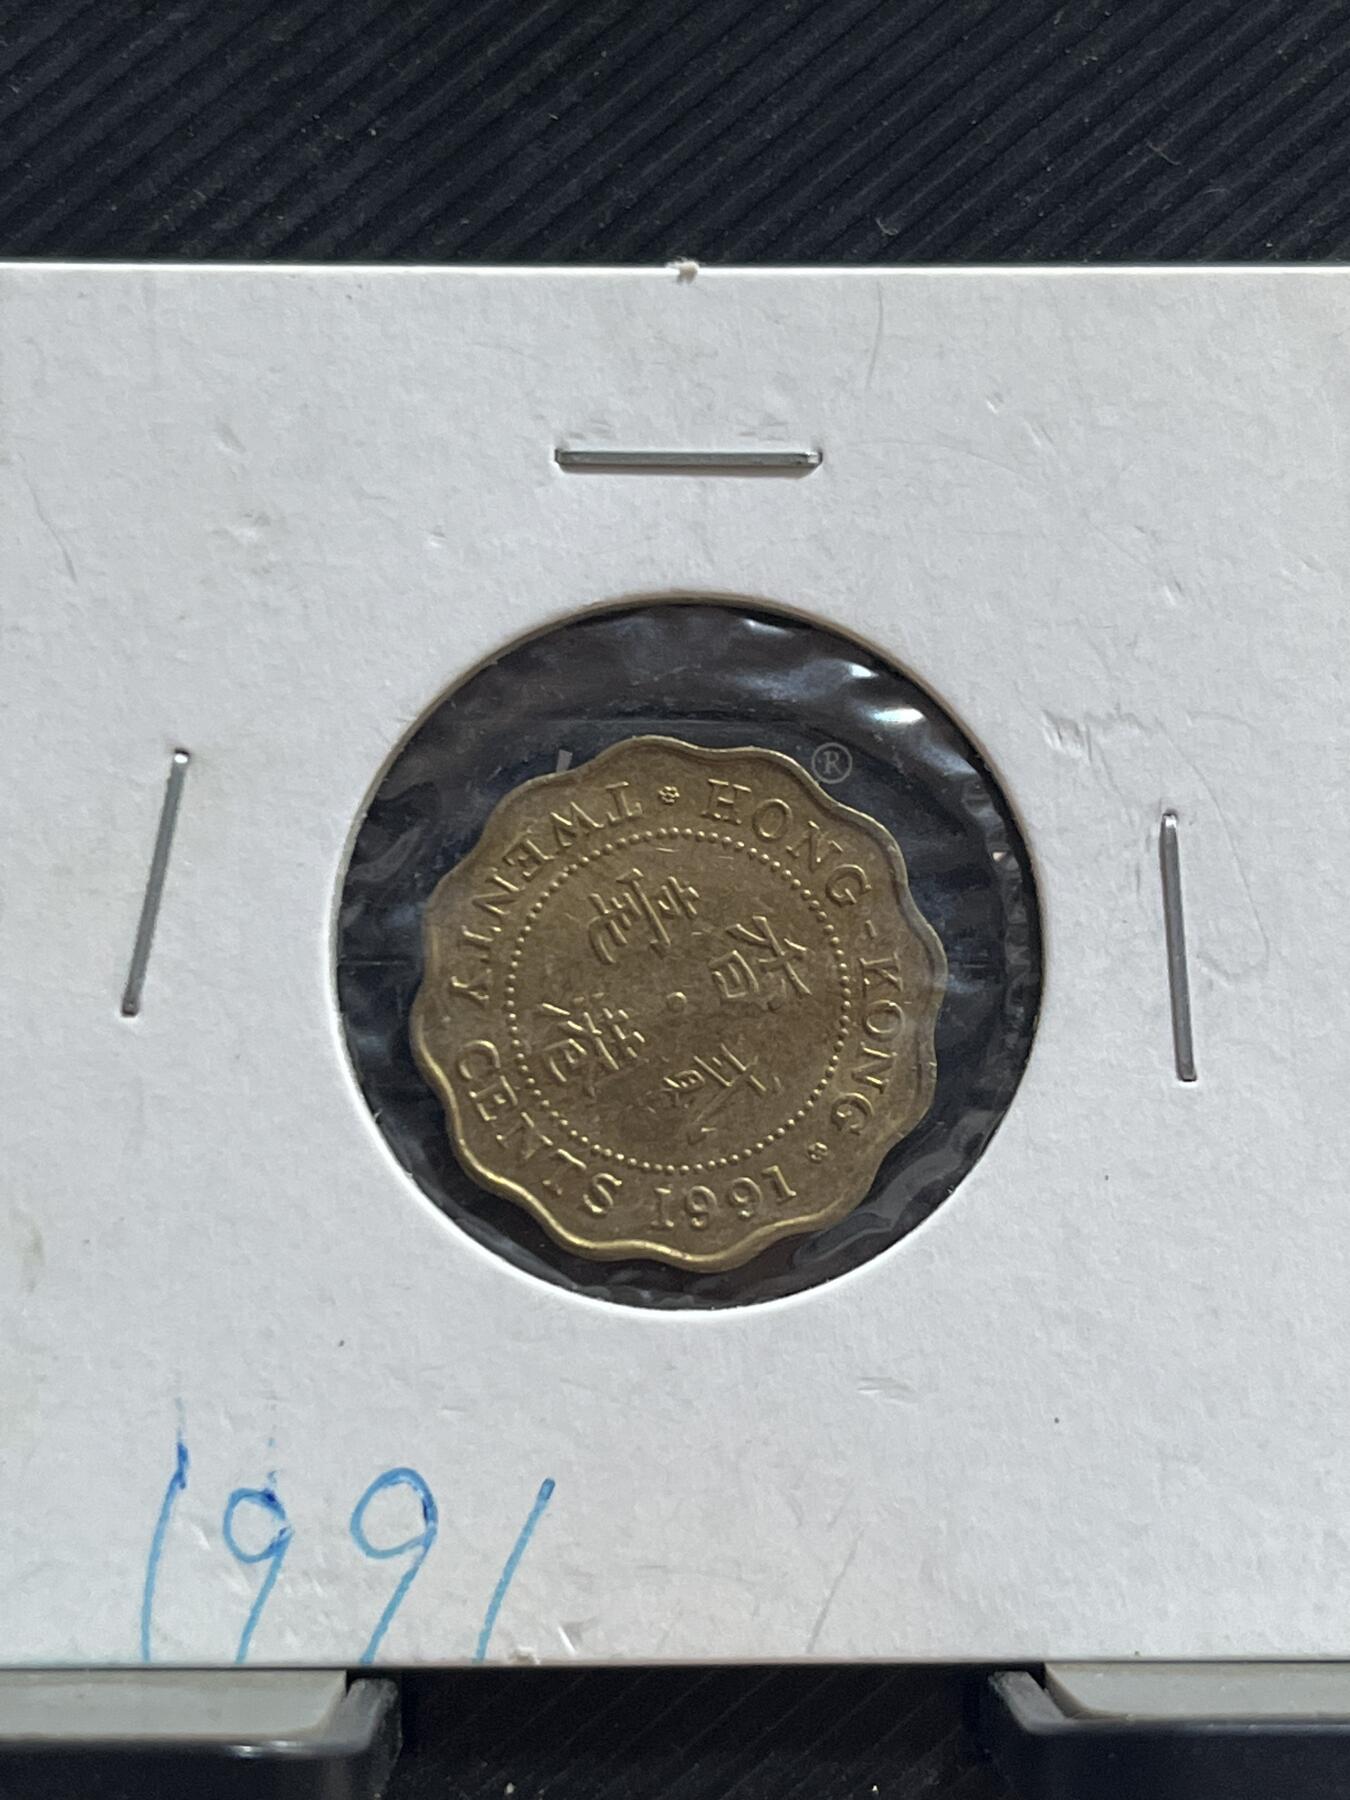 ®
TWENTY CENTS
HONG-KONG
1991
香港
貳毫
1991